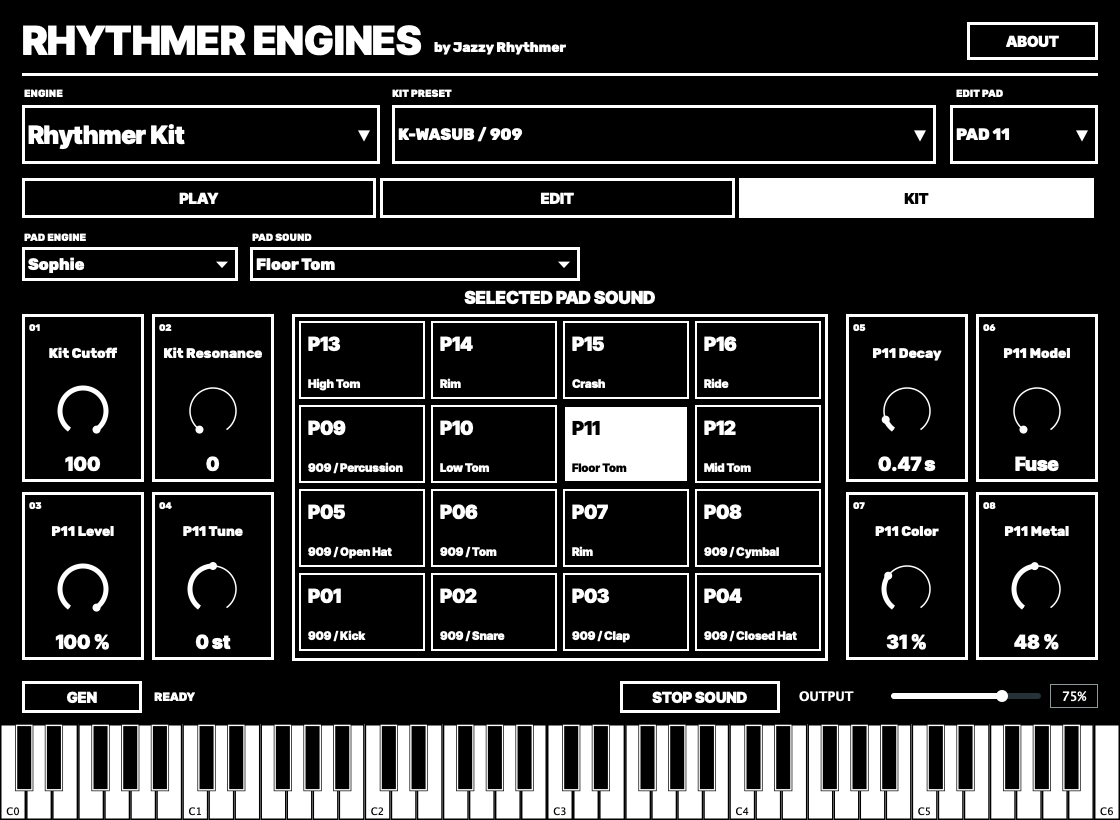 RHYTHMER ENGINES by Jazzy Rhythmer ABOUT
ENGINE KIT PRESET EDIT PAD
Rhythmer Kit K-WASUB / 909 PAD 11
PLAY EDIT KIT
PAD ENGINE PAD SOUND
Sophie Floor Tom
SELECTED PAD SOUND
01
Kit Cutoff
100
02
Kit Resonance
0
03
P11 Level
100 %
04
P11 Tune
0 st
P13
High Tom
P14
Rim
P15
Crash
P16
Ride
P09
909 / Percussion
P10
Low Tom
P11
Floor Tom
P12
Mid Tom
P05
909 / Open Hat
P06
909 / Tom
P07
Rim
P08
909 / Cymbal
P01
909 / Kick
P02
909 / Snare
P03
909 / Clap
P04
909 / Closed Hat
05
P11 Decay
0.47 s
06
P11 Model
Fuse
07
P11 Color
31 %
08
P11 Metal
48 %
GEN READY STOP SOUND OUTPUT 75%
C0 C1 C2 C3 C4 C5 C6